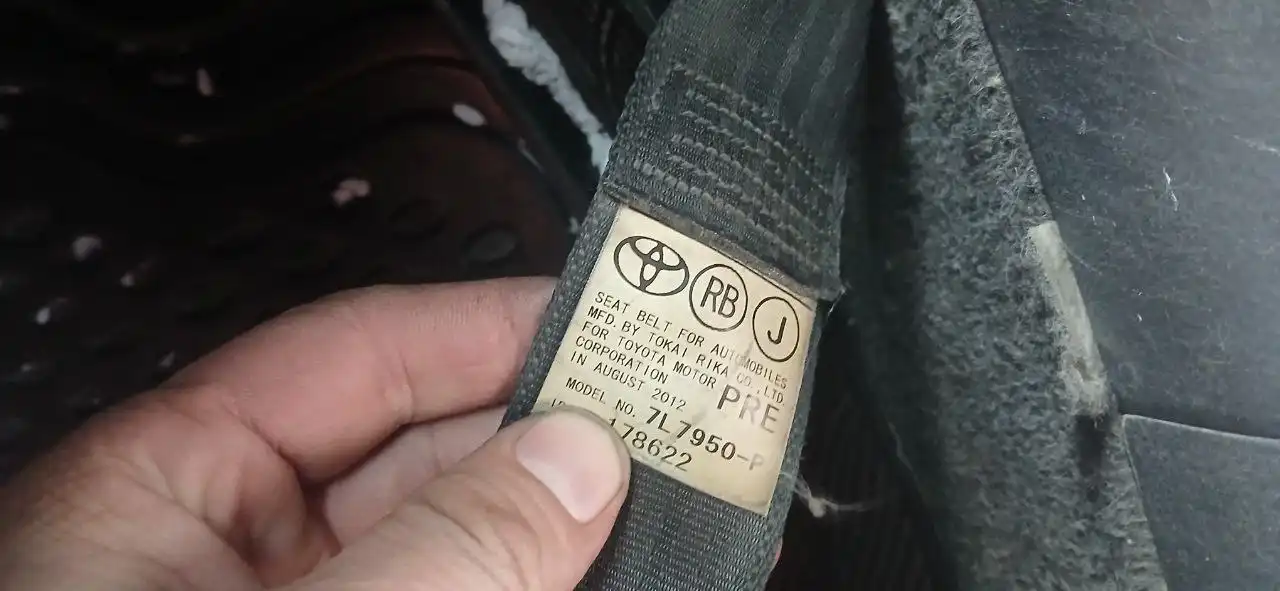 RB J
SEAT BELT FOR AUTOMOBILES
MFD. BY TOKAI RIKA CO.,LTD.
FOR TOYOTA MOTOR
CORPORATION
IN AUGUST 2012 PRE
MODEL NO. 7L7950-P
178622